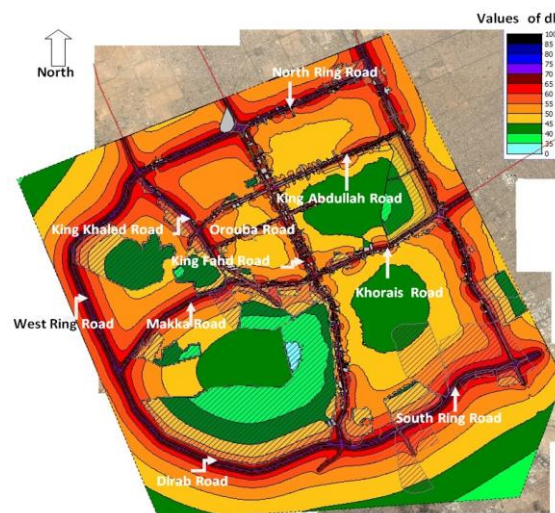 Values of dB
100
85
80
75
70
65
60
55
50
45
40
35
0
North
North Ring Road
King Abdullah Road
King Khaled Road
Orouba Road
King Fahd Road
Khorais Road
West Ring Road
Makka Road
South Ring Road
Dirab Road